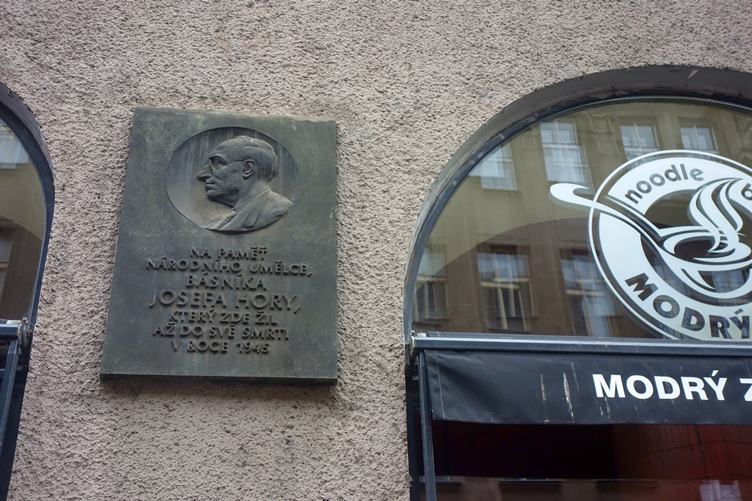 NA PAMĚŤ
NÁRODNÍHO UMĚLCE,
BÁSNÍKA
JOSEFA HORY,
KTERÝ ZDE ŽIL
AŽ DO SVÉ SMRTI
V ROCE 1945
noodle
MODRÝ
MODRÝ Z